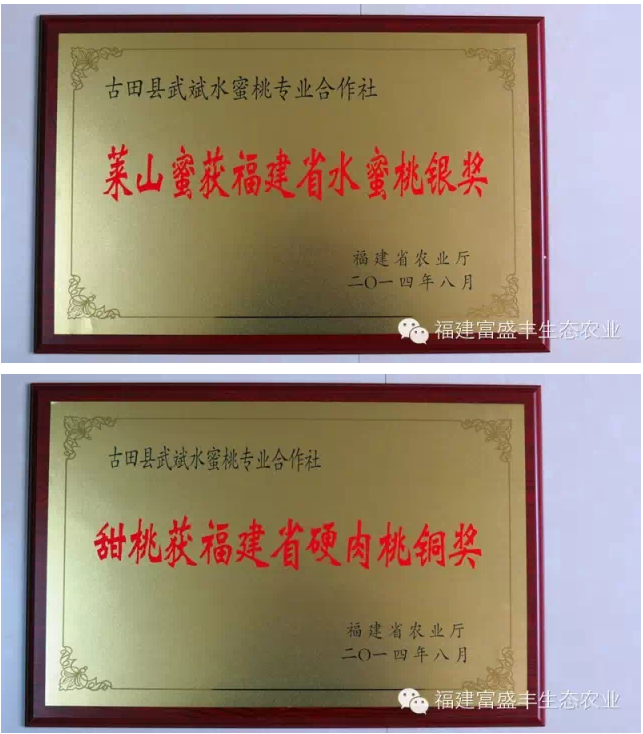 古田县武斌水蜜桃专业合作社
莱山蜜获福建省水蜜桃银奖
福建省农业厅
二〇一四年八月
福建富盛丰生态农业
古田县武斌水蜜桃专业合作社
甜桃获福建省硬肉桃铜奖
福建省农业厅
二〇一四年八月
福建富盛丰生态农业